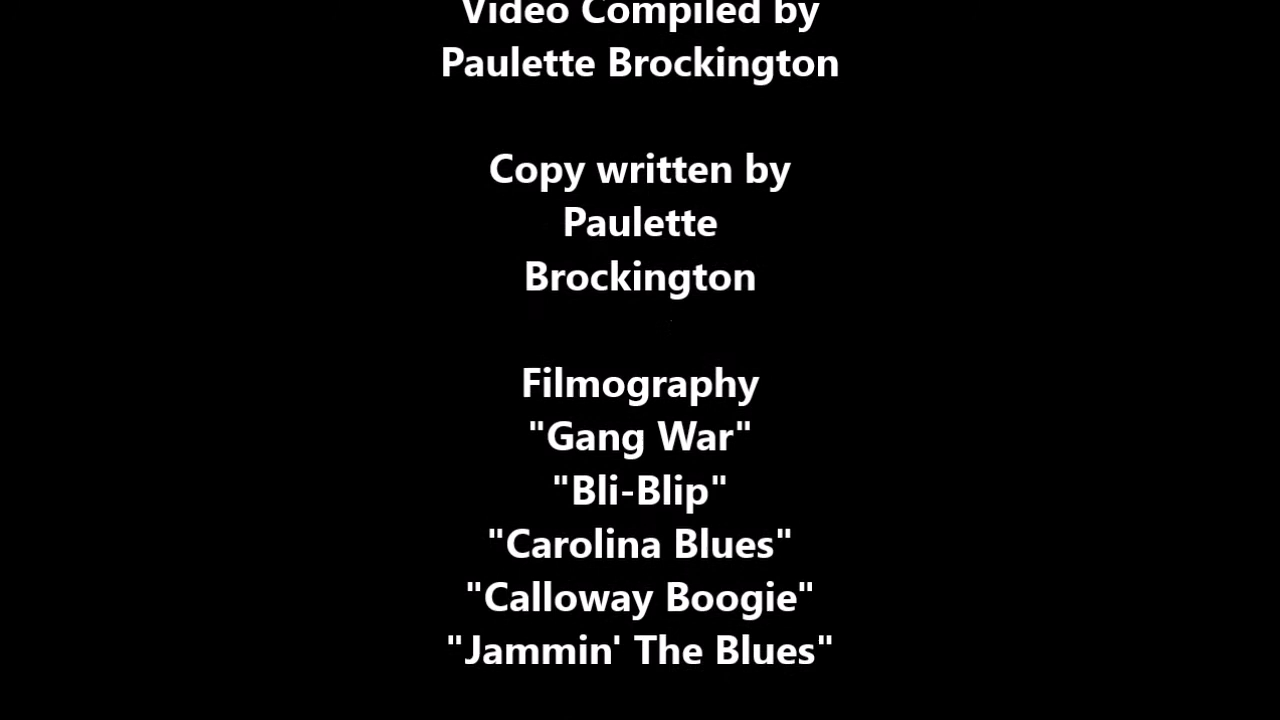 Video Compiled by
Paulette Brockington
Copy written by
Paulette
Brockington
Filmography
"Gang War"
"Bli-Blip"
"Carolina Blues"
"Calloway Boogie"
"Jammin' The Blues"